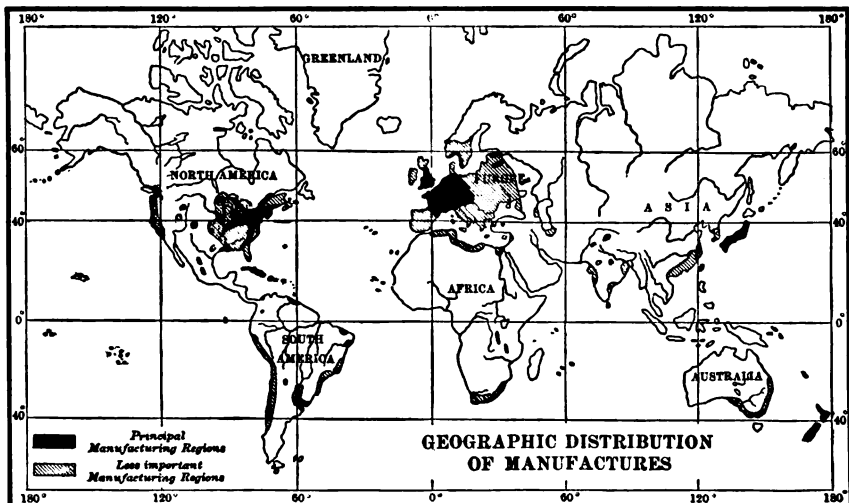 180° 120° 60° 0° 60° 120° 180°
GREENLAND
60° 60°
NORTH AMERICA
EUROPE
ASIA
40° 40°
AFRICA
0° 0°
SOUTH
AMERICA
AUSTRALIA
40° 40°
Principal
Manufacturing Regions
Less important
Manufacturing Regions
GEOGRAPHIC DISTRIBUTION
OF MANUFACTURES
180° 120° 60° 0° 60° 120° 180°